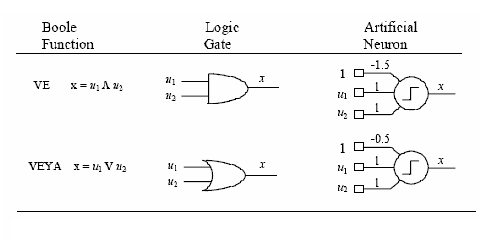 Boole Function Logic Gate Artificial Neuron
VE x = u1 Λ u2 u1 u2 x 1 -1.5 u1 1 u2 1 x
VEYA x = u1 V u2 u1 u2 x 1 -0.5 u1 1 u2 1 x